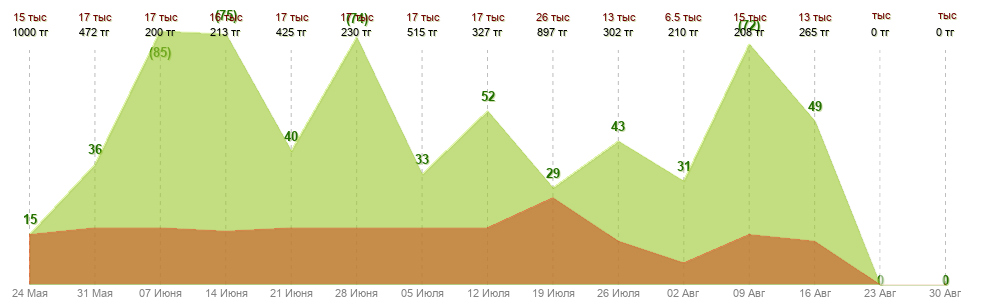 15 тыс 17 тыс 17 тыс 16 тыс 17 тыс 17 тыс 17 тыс 17 тыс 26 тыс 13 тыс 6.5 тыс 15 тыс 13 тыс тыс тыс
1000 тг 472 тг 200 тг 213 тг 425 тг 230 тг 515 тг 327 тг 897 тг 302 тг 210 тг 208 тг 265 тг 0 тг 0 тг
15 36 (85) (75) 40 (74) 33 52 29 43 31 (72) 49 0 0
24 Мая 31 Мая 07 Июня 14 Июня 21 Июня 28 Июня 05 Июля 12 Июля 19 Июля 26 Июля 02 Авг 09 Авг 16 Авг 23 Авг 30 Авг